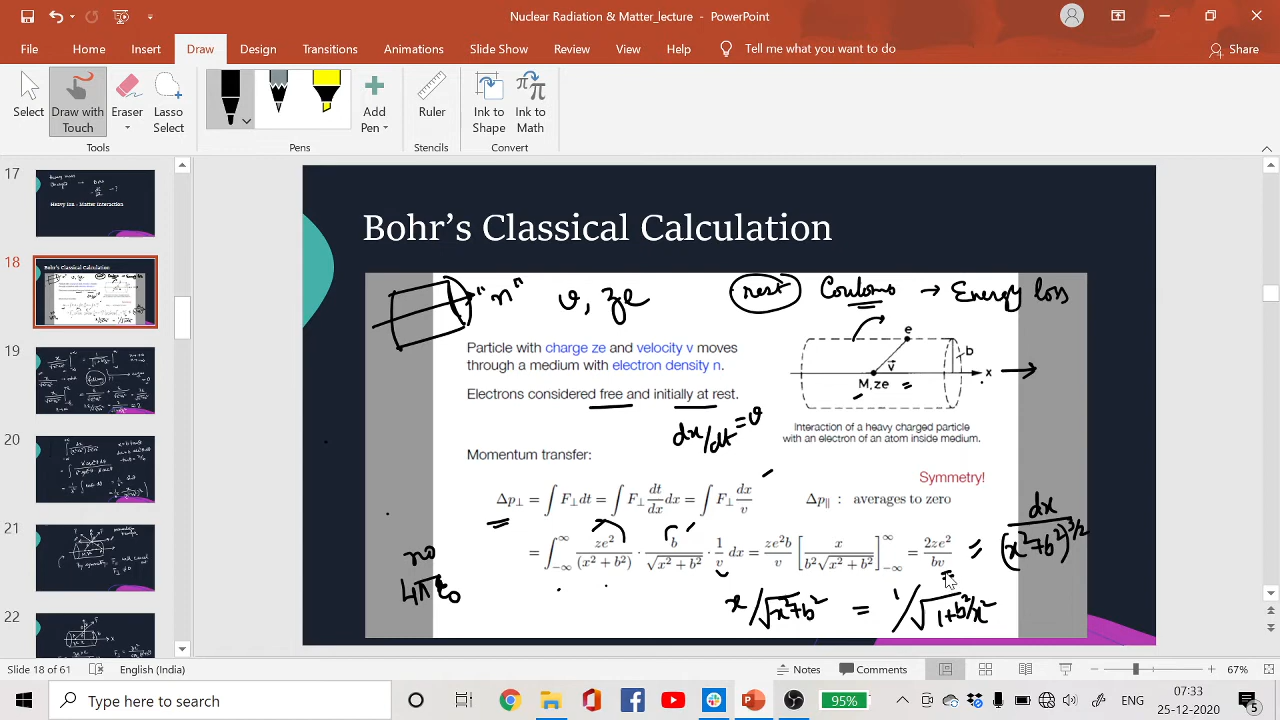 Nuclear Radiation & Matter_lecture - PowerPoint
File Home Insert Draw Design Transitions Animations Slide Show Review View Help Tell me what you want to do Share
Select Draw with Touch Eraser Lasso Select Add Pen Ruler Ink to Shape Ink to Math
Tools Pens Stencils Convert
17
18
19
20
21
22
Bohr's Classical Calculation
"n" v, ze rest Coulomb → Energy loss
Particle with charge ze and velocity v moves
through a medium with electron density n.
Electrons considered free and initially at rest.
dx/dt = v
e
b
v⃗
x →
M, ze
Interaction of a heavy charged particle
with an electron of an atom inside medium.
Momentum transfer:
Symmetry!
Δp⊥ = ∫ F⊥ dt = ∫ F⊥ dt/dx dx = ∫ F⊥ dx/v
Δp∥ : averages to zero
= ∫_{-∞}^{∞} ze²/(x² + b²) · b/√(x² + b²) · 1/v dx = ze²b/v [x/(b²√(x² + b²))]_{-∞}^{∞} = 2ze²/bv
= dx/(x²+b²)^3/2
no
4πε₀
x/√x²+b² = 1/√1+b²/x²
Slide 18 of 61 English (India) Notes Comments 67%
Type here to search
95%
ENG
07:33
25-12-2020
5